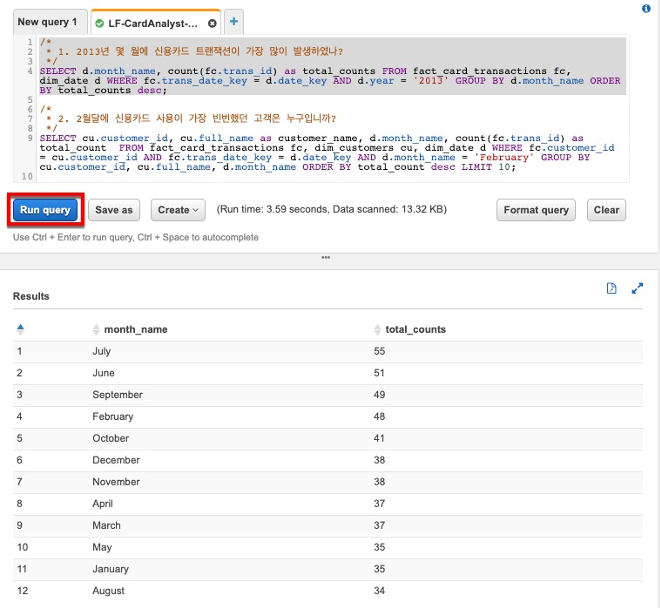 New query 1
LF-CardAnalyst-...
+
1 /*
2 * 1. 2013년 몇 월에 신용카드 트랜잭션이 가장 많이 발생하였나?
3 */
4 SELECT d.month_name, count(fc.trans_id) as total_counts FROM fact_card_transactions fc,
dim_date d WHERE fc.trans_date_key = d.date_key AND d.year = '2013' GROUP BY d.month_name ORDER
BY total_counts desc;
5
6 /*
7 * 2. 2월달에 신용카드 사용이 가장 빈번했던 고객은 누구입니까?
8 */
9 SELECT cu.customer_id, cu.full_name as customer_name, d.month_name, count(fc.trans_id) as
total_count FROM fact_card_transactions fc, dim_customers cu, dim_date d WHERE fc.customer_id
= cu.customer_id AND fc.trans_date_key = d.date_key AND d.month_name = 'February' GROUP BY
cu.customer_id, cu.full_name, d.month_name ORDER BY total_count desc LIMIT 10;
10
Run query Save as Create (Run time: 3.59 seconds, Data scanned: 13.32 KB) Format query Clear
Use Ctrl + Enter to run query, Ctrl + Space to autocomplete
Results
month_name total_counts
1 July 55
2 June 51
3 September 49
4 February 48
5 October 41
6 December 38
7 November 38
8 April 37
9 March 37
10 May 35
11 January 35
12 August 34